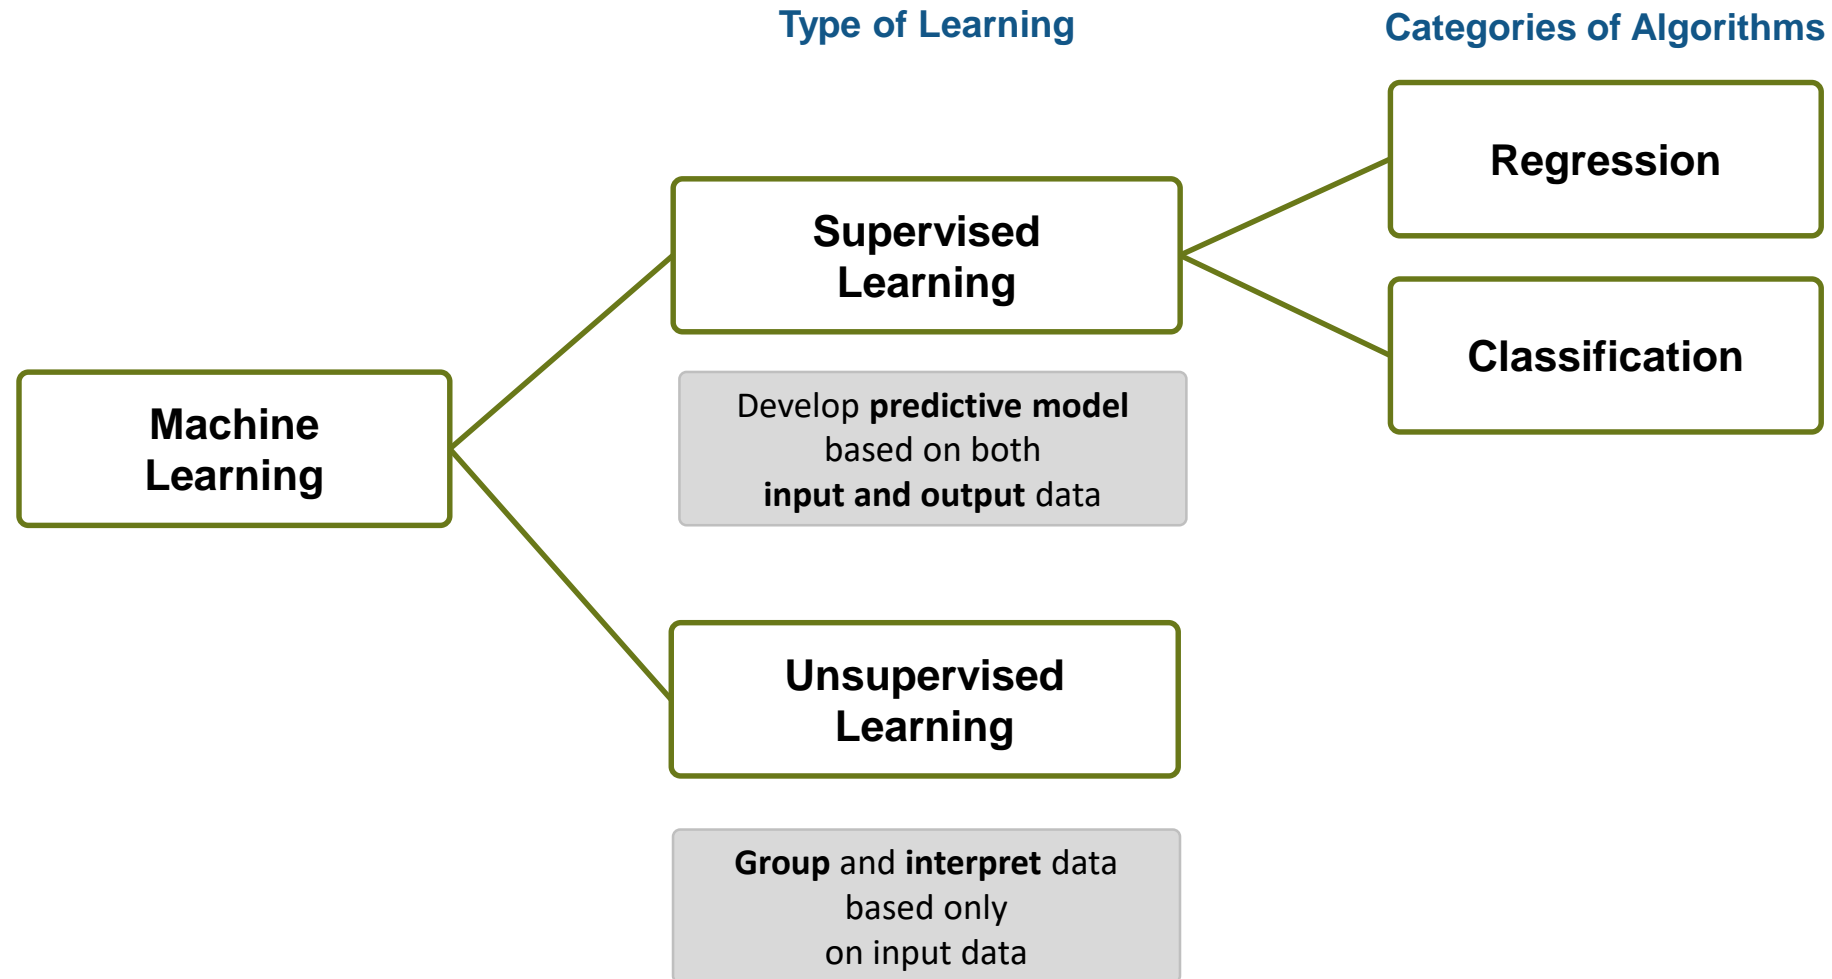 Type of Learning
Categories of Algorithms
Regression
Supervised
Learning
Classification
Machine
Learning
Develop predictive model
based on both
input and output data
Unsupervised
Learning
Group and interpret data
based only
on input data